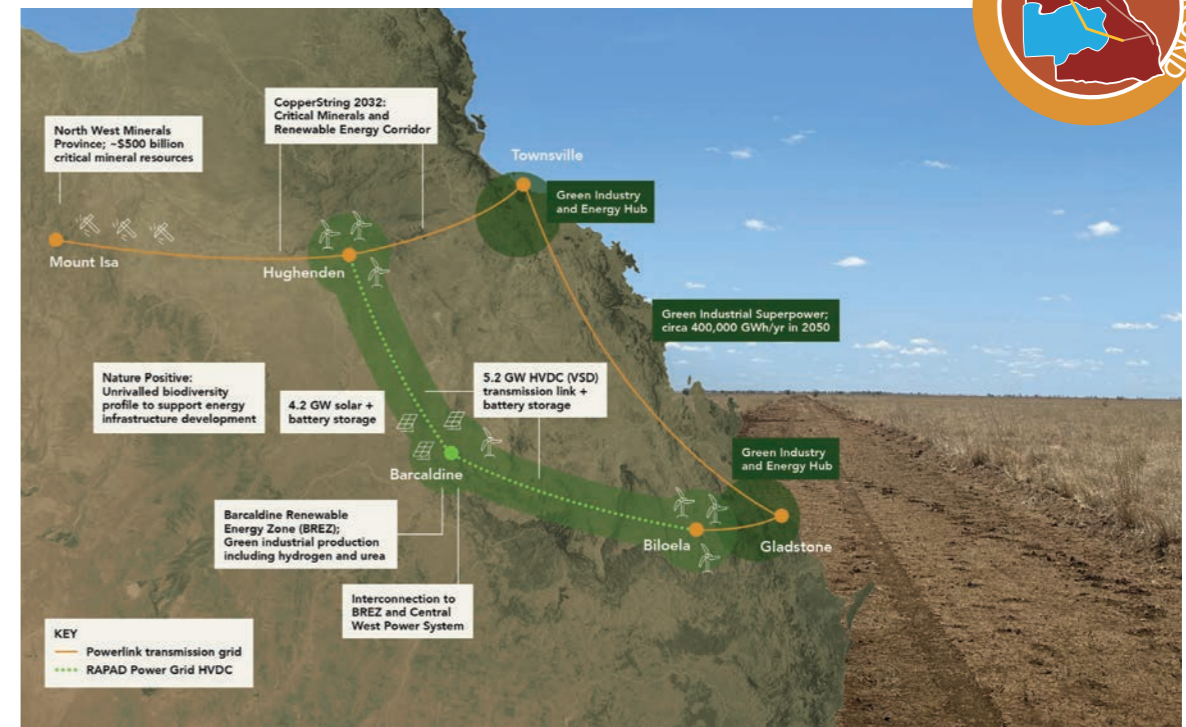 GRID
CopperString 2032:
Critical Minerals and
Renewable Energy Corridor
North West Minerals
Province; ~$500 billion
critical mineral resources
Townsville
Green Industry
and Energy Hub
Mount Isa
Hughenden
Green Industrial Superpower;
circa 400,000 GWh/yr in 2050
Nature Positive:
Unrivalled biodiversity
profile to support energy
infrastructure development
4.2 GW solar +
battery storage
5.2 GW HVDC (VSD)
transmission link +
battery storage
Green Industry
and Energy Hub
Barcaldine
Barcaldine Renewable
Energy Zone (BREZ);
Green industrial production
including hydrogen and urea
Biloela
Gladstone
Interconnection to
BREZ and Central
West Power System
KEY
Powerlink transmission grid
RAPAD Power Grid HVDC